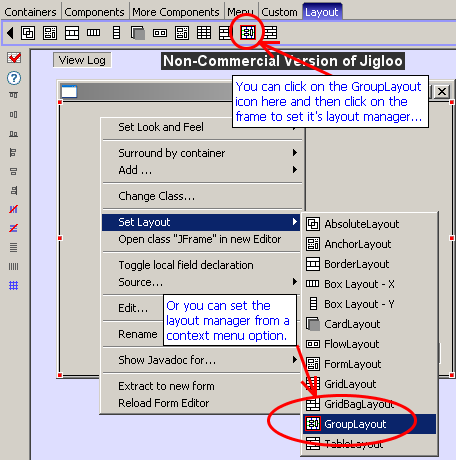 Containers Components More Components Menu Custom Layout
View Log
Non-Commercial Version of Jigloo
You can click on the GroupLayout
icon here and then click on the
frame to set it's layout manager...
Set Look and Feel
Surround by container
Add ...
Change Class...
Set Layout
Open class "JFrame" in new Editor
Toggle local field declaration
Source...
Edit...
Rename
Show Javadoc for...
Extract to new form
Reload Form Editor
AbsoluteLayout
AnchorLayout
BorderLayout
Box Layout - X
Box Layout - Y
CardLayout
FlowLayout
FormLayout
GridLayout
GridBagLayout
GroupLayout
TableLayout
Or you can set the
layout manager from a
context menu option.